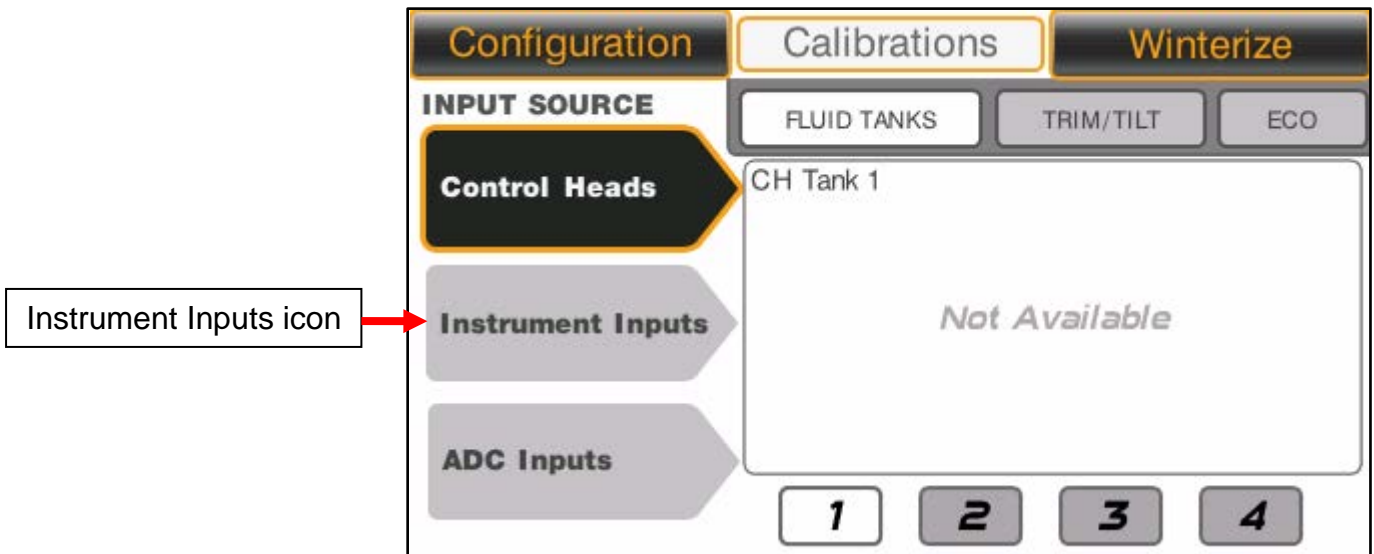 Configuration
Calibrations
Winterize
INPUT SOURCE
FLUID TANKS
TRIM/TILT
ECO
Control Heads
CH Tank 1
Instrument Inputs icon
Instrument Inputs
Not Available
ADC Inputs
1
2
3
4